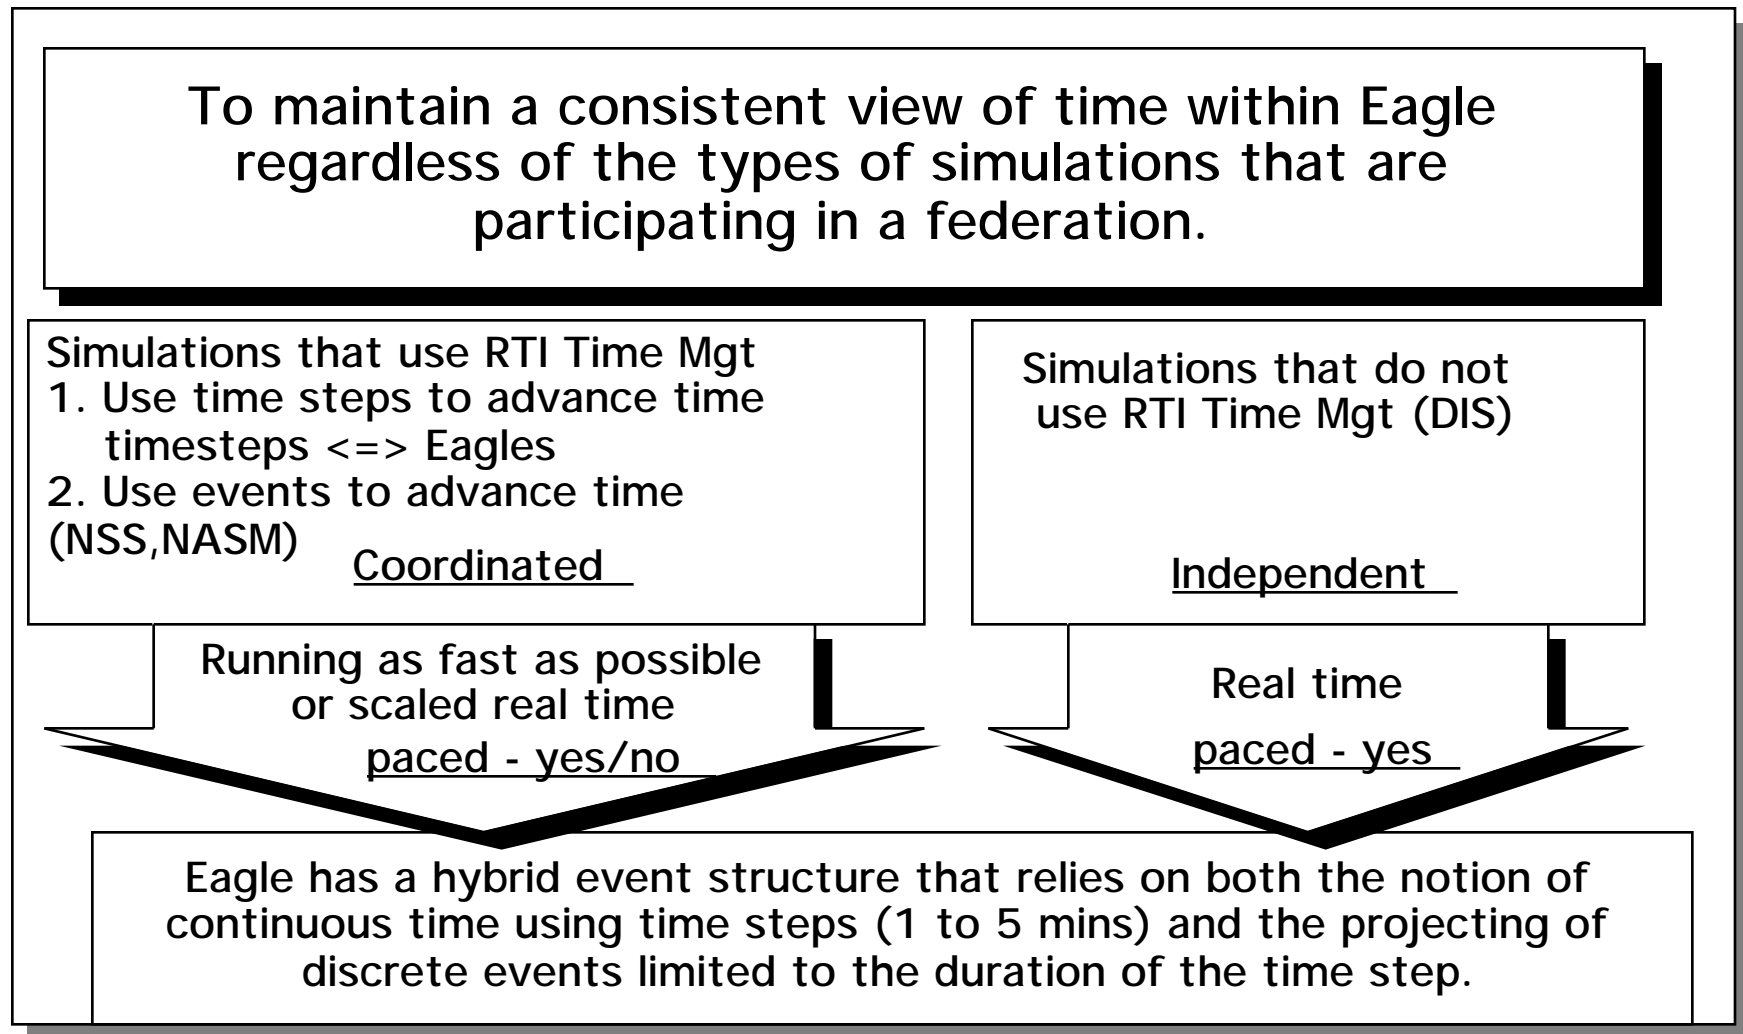 To maintain a consistent view of time within Eagle
regardless of the types of simulations that are
participating in a federation.
Simulations that use RTI Time Mgt
1. Use time steps to advance time
timesteps <=> Eagles
2. Use events to advance time
(NSS,NASM)
Coordinated
Simulations that do not
use RTI Time Mgt (DIS)
Independent
Running as fast as possible
or scaled real time
paced - yes/no
Real time
paced - yes
Eagle has a hybrid event structure that relies on both the notion of
continuous time using time steps (1 to 5 mins) and the projecting of
discrete events limited to the duration of the time step.